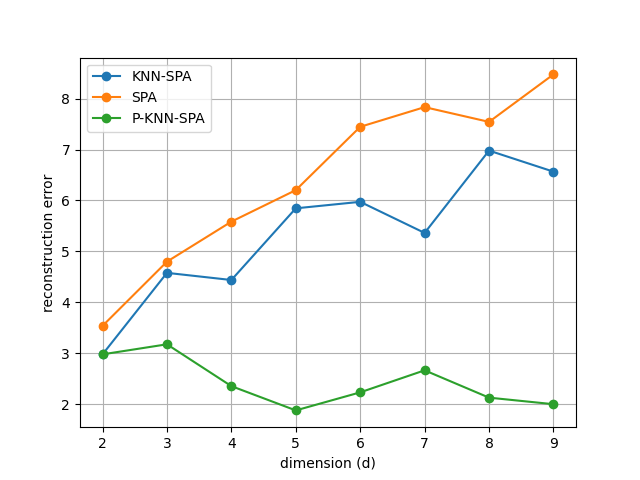 KNN-SPA
SPA
P-KNN-SPA
reconstruction error
8
7
6
5
4
3
2
2 3 4 5 6 7 8 9
dimension (d)